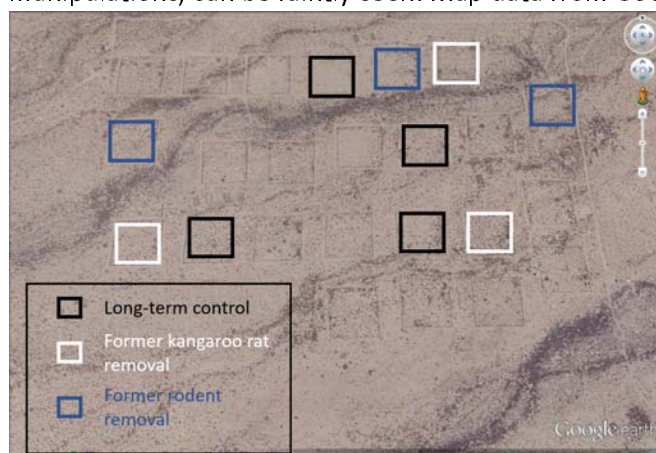 Long-term control
Former kangaroo rat
removal
Former rodent
removal
Google earth